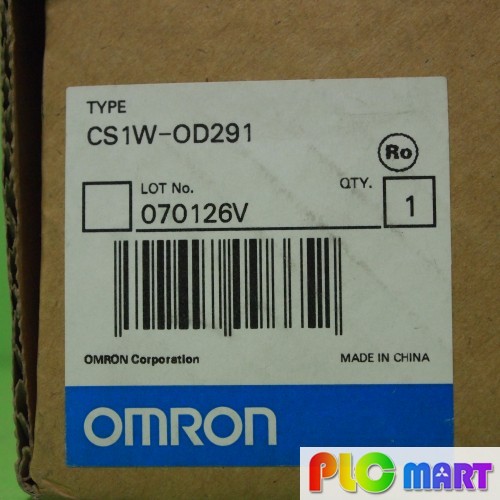 TYPE
CS1W-OD291
Ro
LOT No.
QTY.
070126V
1
OMRON Corporation
MADE IN CHINA
OMRON
PLC MART